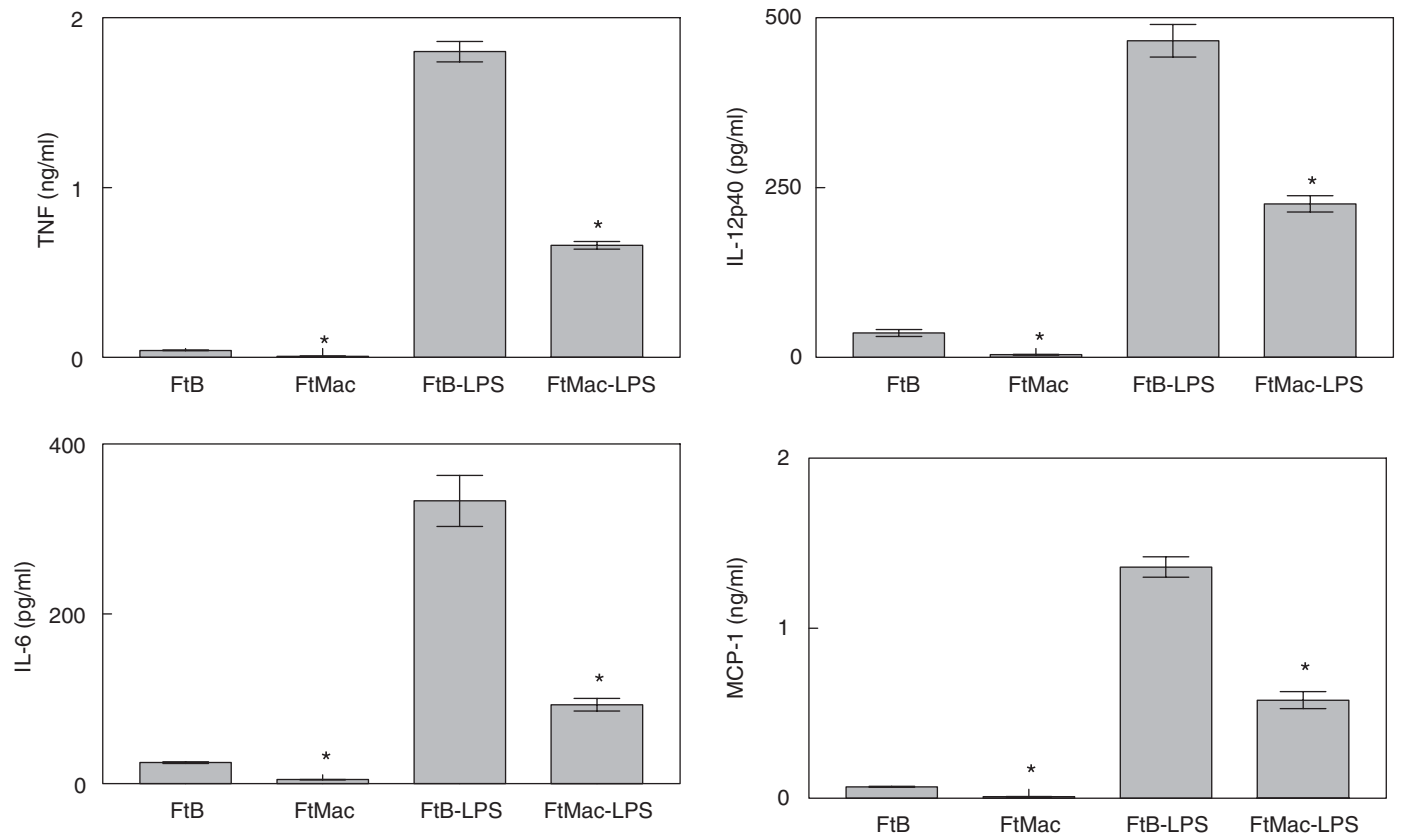 2
1
0
TNF (ng/ml)
*
*
FtB FtMac FtB-LPS FtMac-LPS
500
250
0
IL-12p40 (pg/ml)
*
*
FtB FtMac FtB-LPS FtMac-LPS
400
200
0
IL-6 (pg/ml)
*
*
FtB FtMac FtB-LPS FtMac-LPS
2
1
0
MCP-1 (ng/ml)
*
*
FtB FtMac FtB-LPS FtMac-LPS